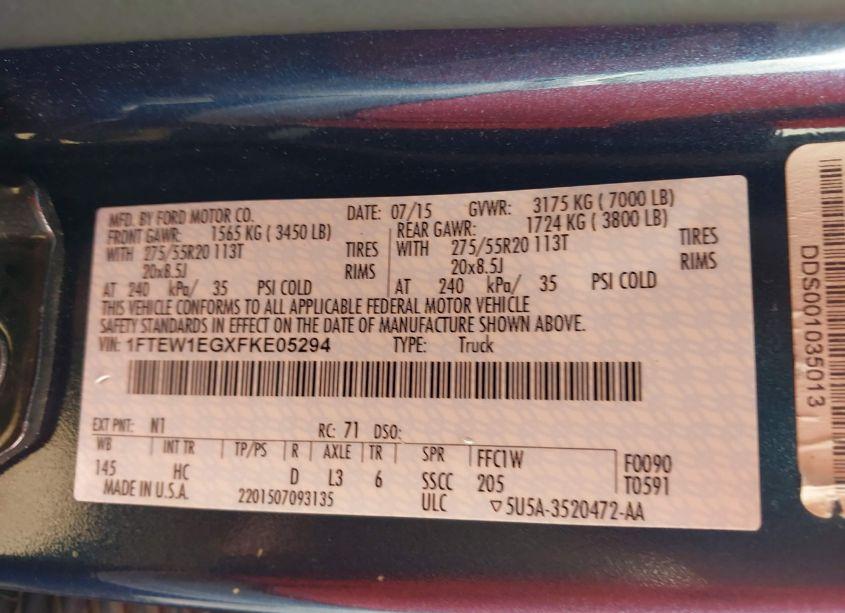 MFD. BY FORD MOTOR CO. DATE: 07/15 GVWR: 3175 KG ( 7000 LB)
FRONT GAWR: 1565 KG ( 3450 LB) REAR GAWR: 1724 KG ( 3800 LB)
WITH 275/55R20 113T TIRES WITH 275/55R20 113T TIRES
20x8.5J RIMS 20x8.5J RIMS
AT 240 kPa/ 35 PSI COLD AT 240 kPa/ 35 PSI COLD
THIS VEHICLE CONFORMS TO ALL APPLICABLE FEDERAL MOTOR VEHICLE
SAFETY STANDARDS IN EFFECT ON THE DATE OF MANUFACTURE SHOWN ABOVE.
VIN: 1FTEW1EGXFKE05294 TYPE: Truck
EXT PNT: N1 RC: 71 DSO:
WB INT TR TP/PS R AXLE TR SPR FFC1W F0090
145 HC D L3 6 SSCC 205 T0591
MADE IN U.S.A. 2201507093135 ULC ▽5U5A-3520472-AA
DDS001035013